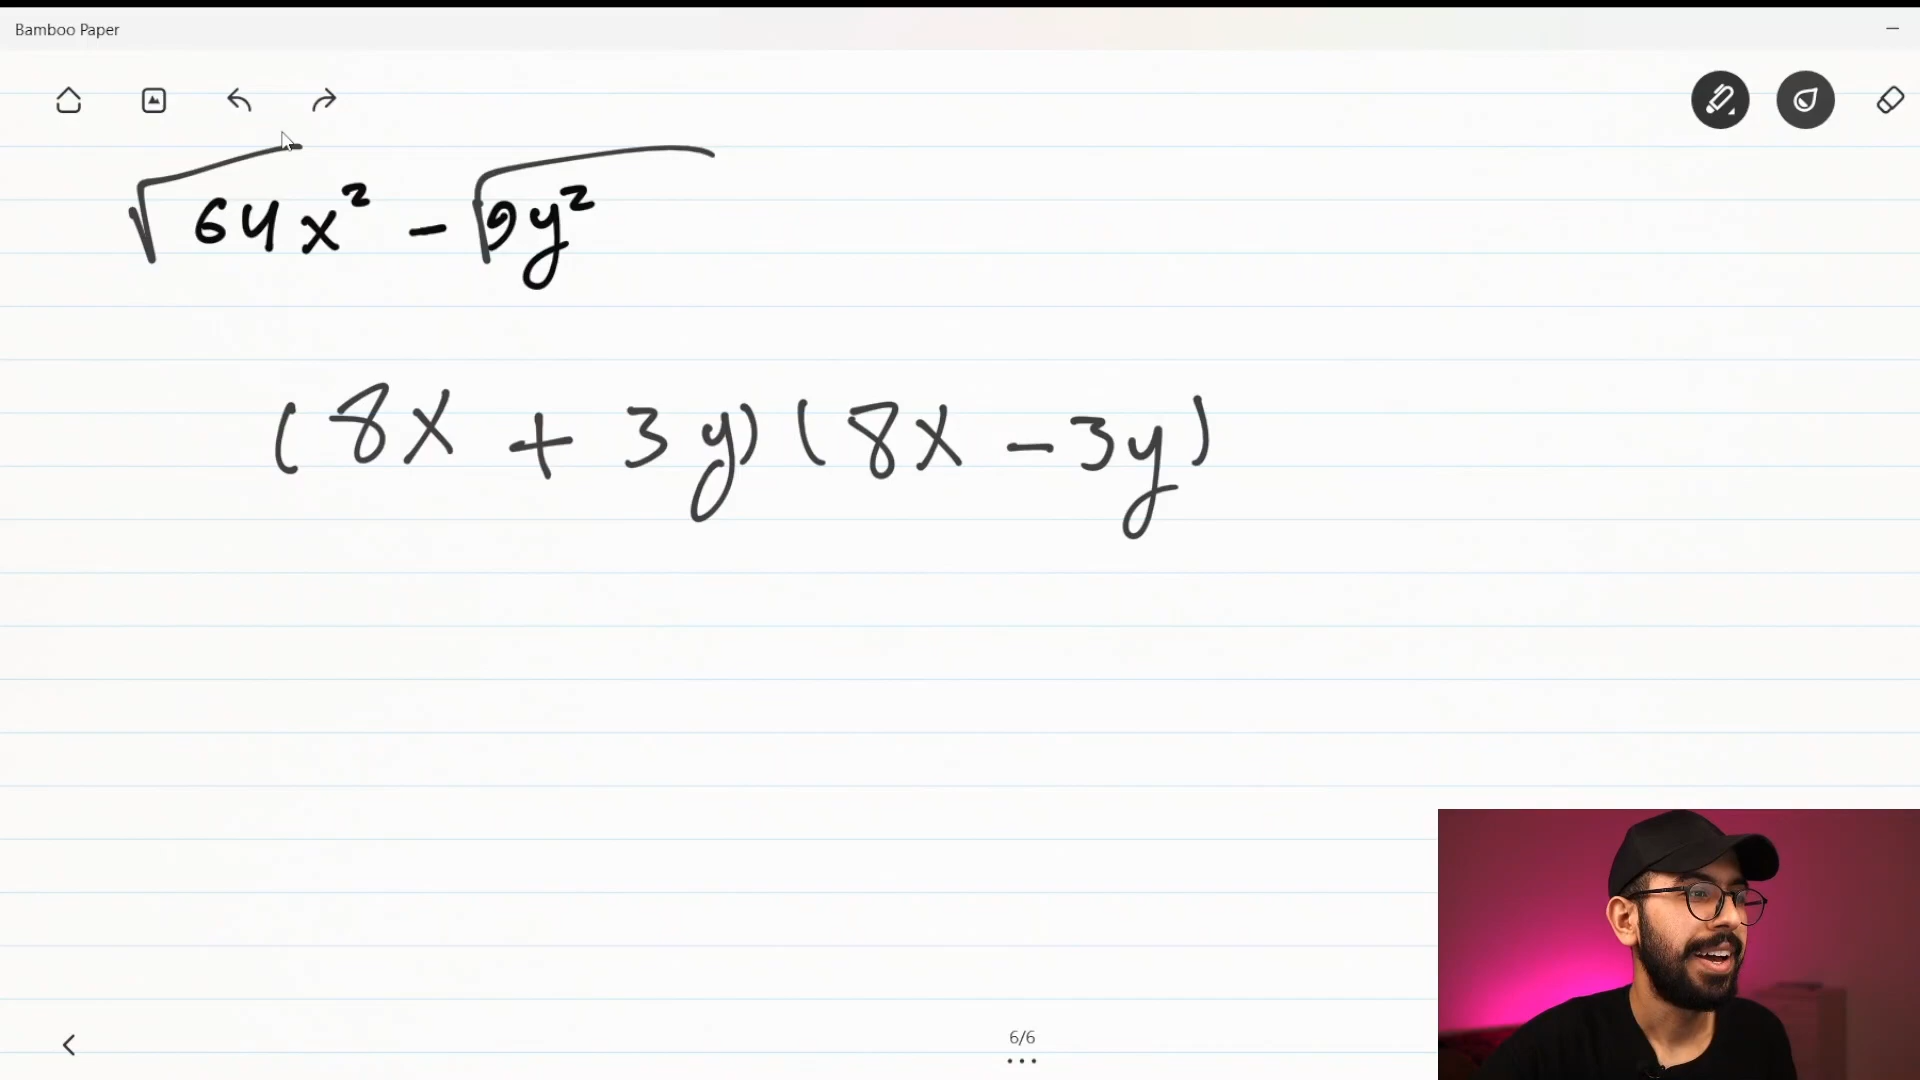 Bamboo Paper
√64x² - √9y²
(8x + 3y)(8x - 3y)
6/6